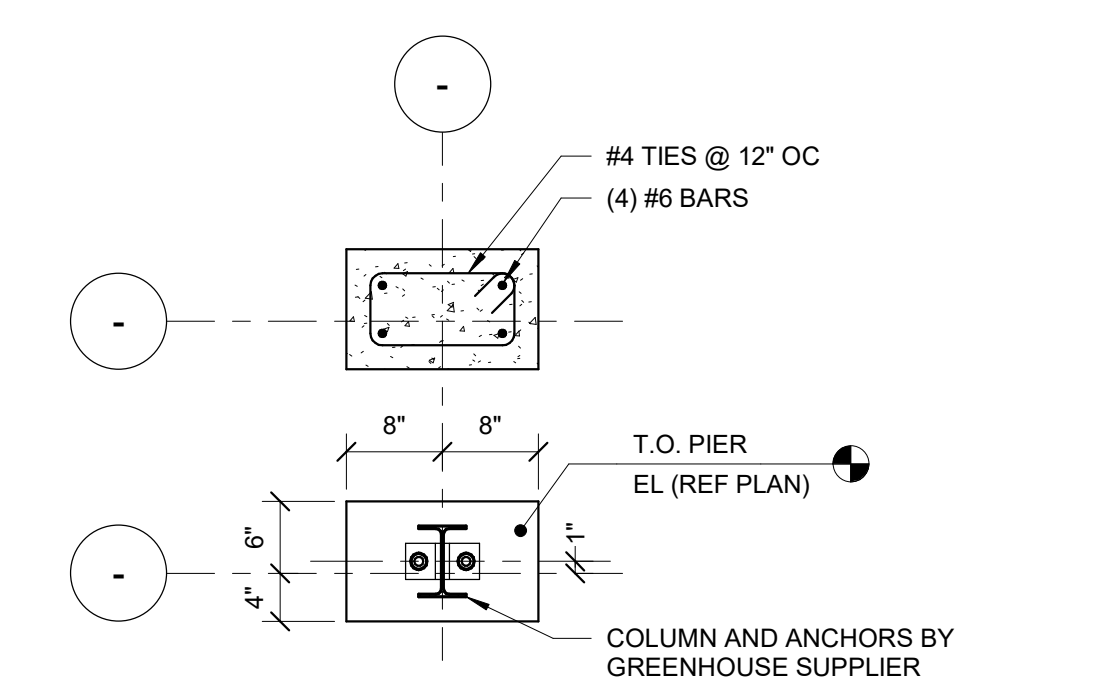 -
#4 TIES @ 12" OC
(4) #6 BARS
-
8"
8"
T.O. PIER
EL (REF PLAN)
6"
1"
-
4"
COLUMN AND ANCHORS BY
GREENHOUSE SUPPLIER